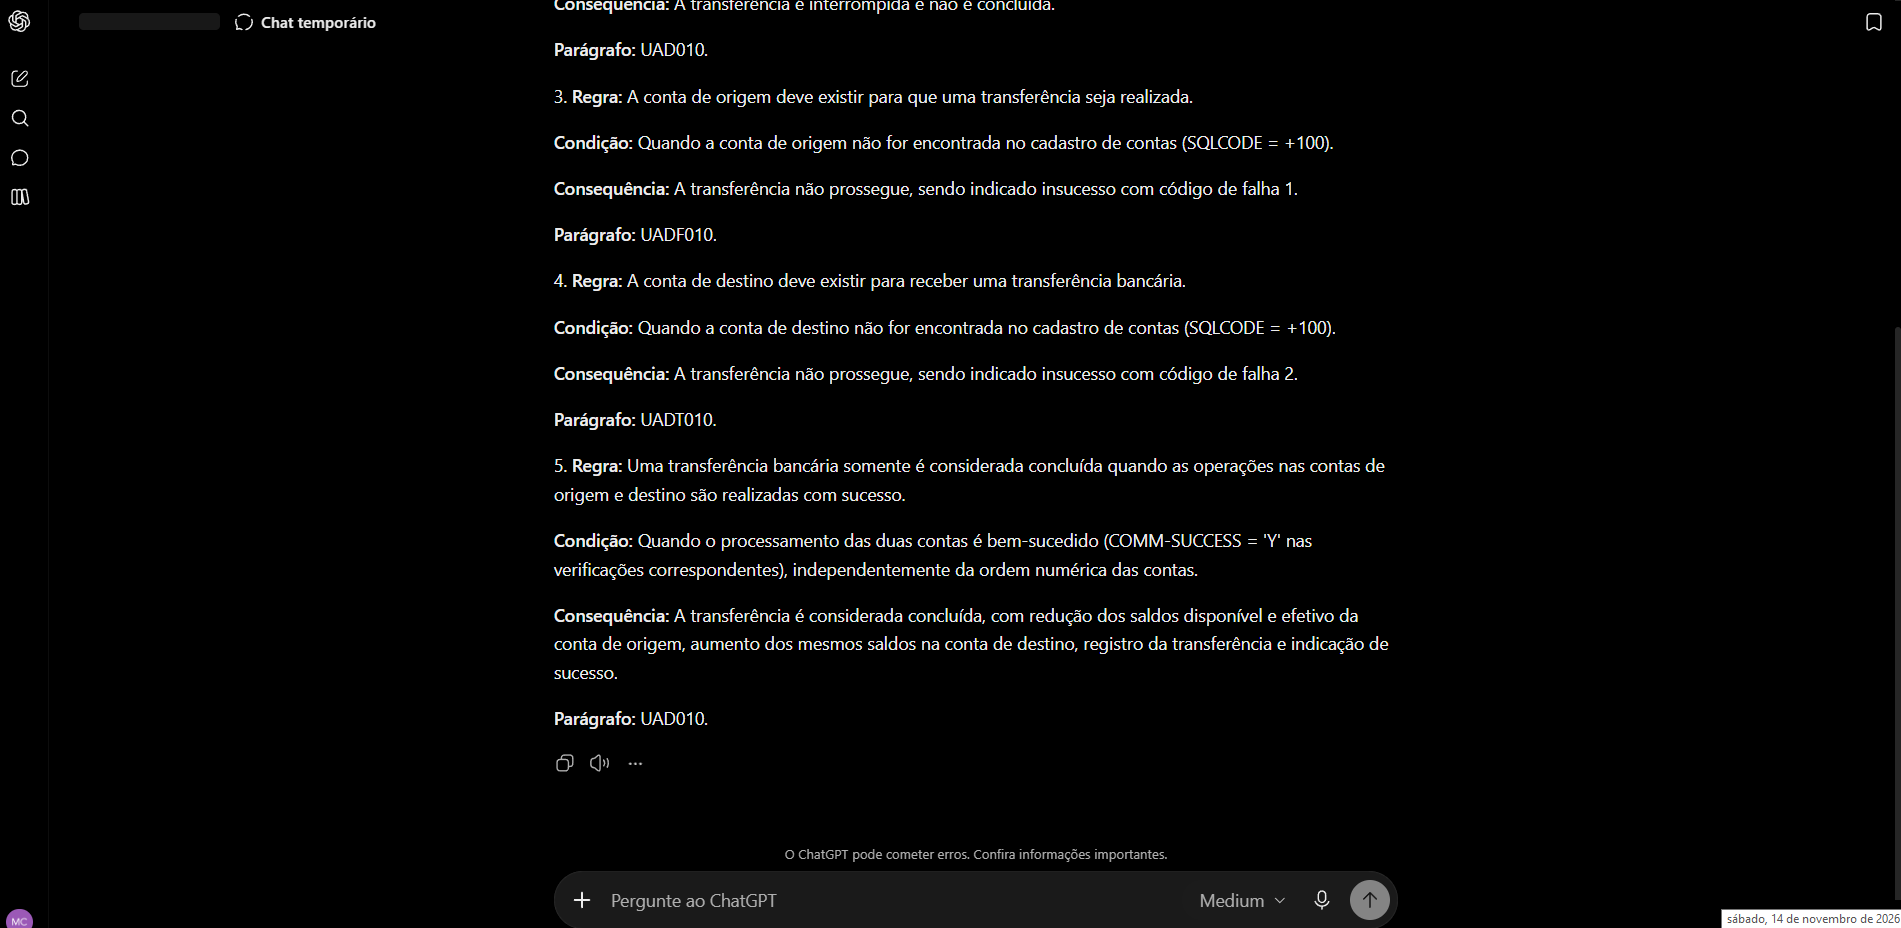 Chat temporário
Consequência: A transferência é interrompida e não é concluída.
Parágrafo: UAD010.
3. Regra: A conta de origem deve existir para que uma transferência seja realizada.
Condição: Quando a conta de origem não for encontrada no cadastro de contas (SQLCODE = +100).
Consequência: A transferência não prossegue, sendo indicado insucesso com código de falha 1.
Parágrafo: UADF010.
4. Regra: A conta de destino deve existir para receber uma transferência bancária.
Condição: Quando a conta de destino não for encontrada no cadastro de contas (SQLCODE = +100).
Consequência: A transferência não prossegue, sendo indicado insucesso com código de falha 2.
Parágrafo: UADT010.
5. Regra: Uma transferência bancária somente é considerada concluída quando as operações nas contas de
origem e destino são realizadas com sucesso.
Condição: Quando o processamento das duas contas é bem-sucedido (COMM-SUCCESS = 'Y' nas
verificações correspondentes), independentemente da ordem numérica das contas.
Consequência: A transferência é considerada concluída, com redução dos saldos disponível e efetivo da
conta de origem, aumento dos mesmos saldos na conta de destino, registro da transferência e indicação de
sucesso.
Parágrafo: UAD010.
O ChatGPT pode cometer erros. Confira informações importantes.
Pergunte ao ChatGPT
Medium
MC
sábado, 14 de novembro de 2026